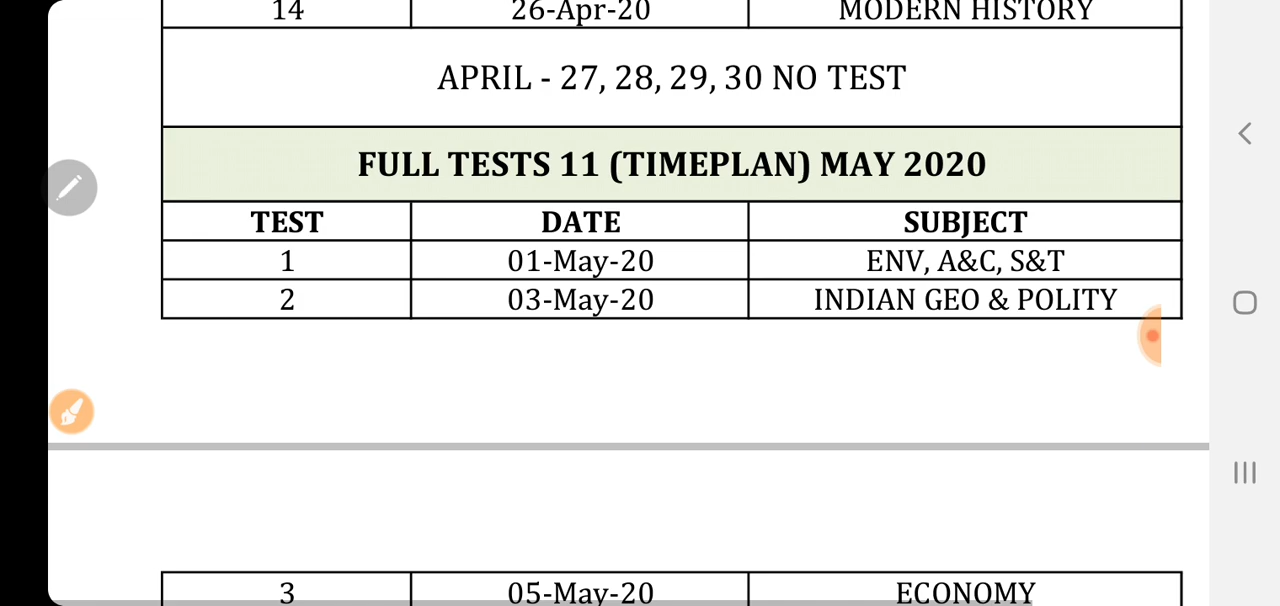 14 26-Apr-20 MODERN HISTORY
APRIL - 27, 28, 29, 30 NO TEST
FULL TESTS 11 (TIMEPLAN) MAY 2020
TEST DATE SUBJECT
1 01-May-20 ENV, A&C, S&T
2 03-May-20 INDIAN GEO & POLITY
3 05-May-20 ECONOMY